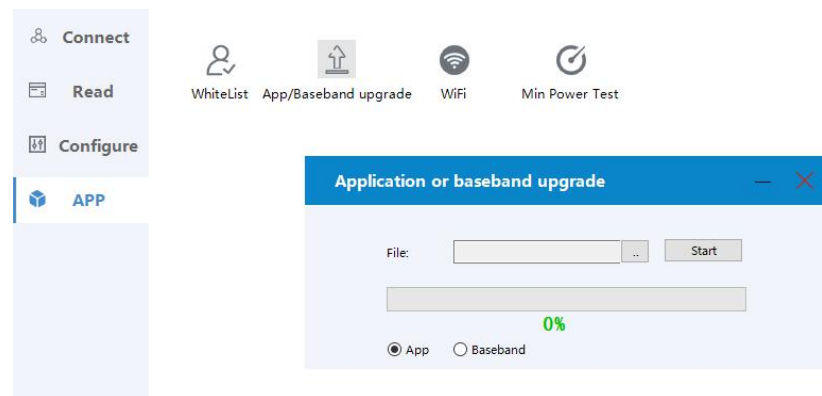 Connect
Read
Configure
APP
WhiteList
App/Baseband upgrade
WiFi
Min Power Test
Application or baseband upgrade
File:
..
Start
0%
App
Baseband